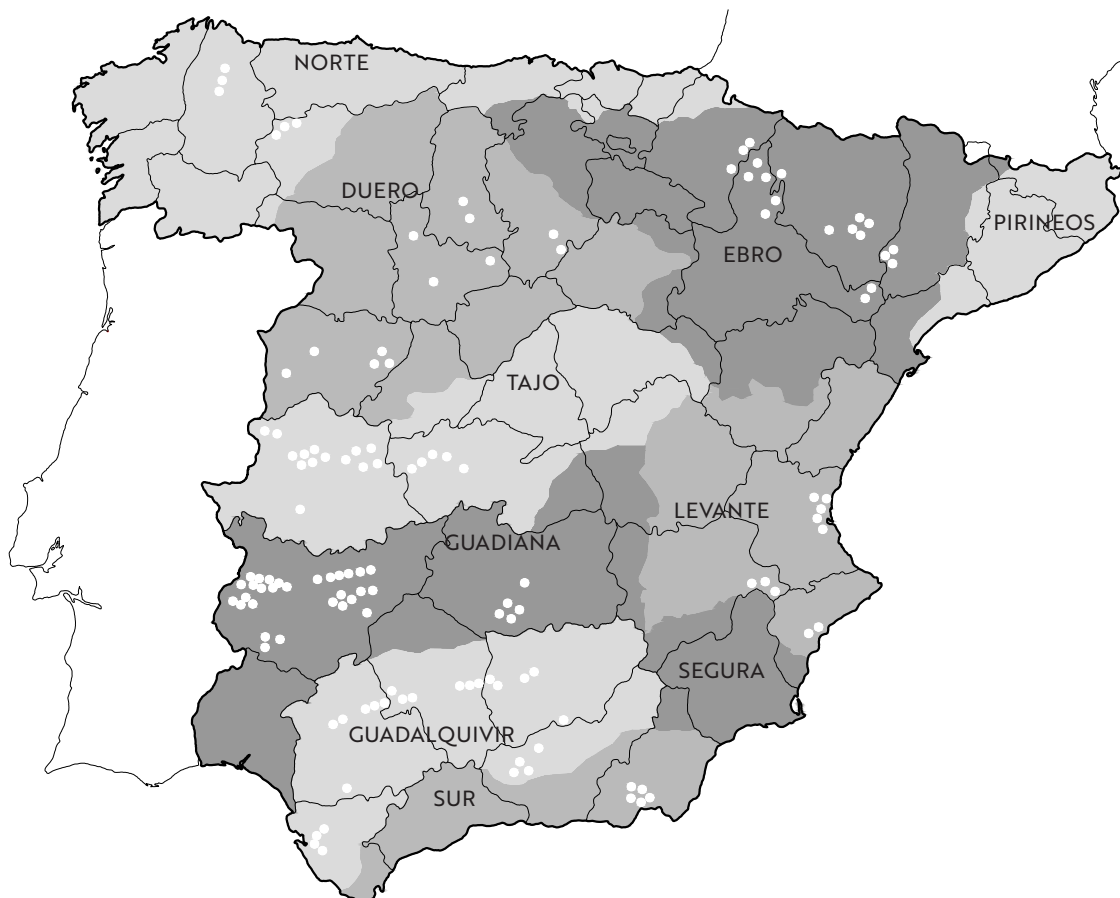 NORTE
DUERO
PIRINEOS
EBRO
TAJO
LEVANTE
GUADIANA
SEGURA
GUADALQUIVIR
SUR